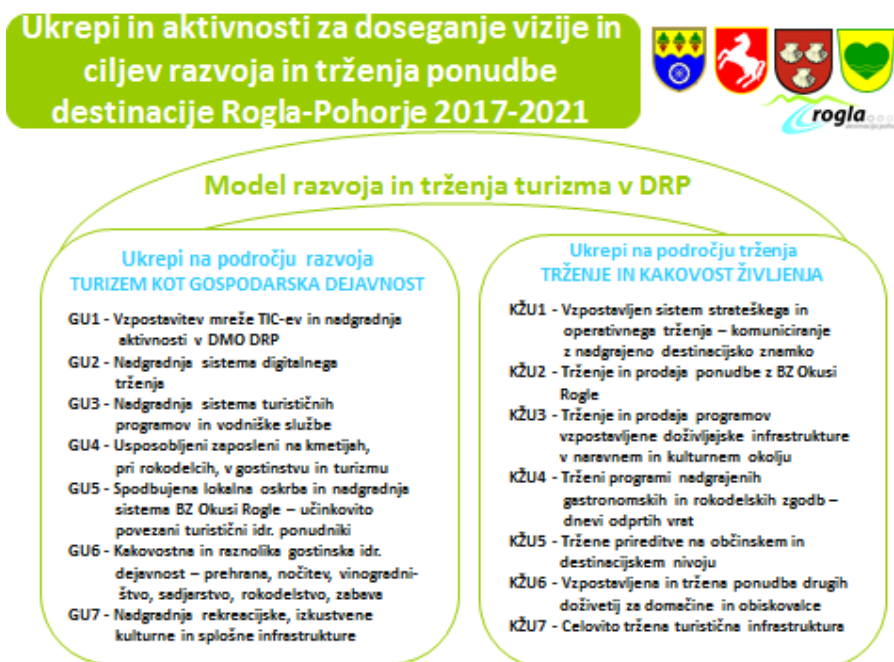 Ukrepi in aktivnosti za doseganje vizije in
ciljev razvoja in trženja ponudbe
destinacije Rogla-Pohorje 2017-2021
rogla
Model razvoja in trženja turizma v DRP
Ukrepi na področju razvoja
TURIZEM KOT GOSPODARSKA DEJAVNOST
GU1 - Vzpostavitev mreže TIC-ev in nadgradnja
aktivnosti v DMO DRP
GU2 - Nadgradnja sistema digitalnega
trženja
GU3 - Nadgradnja sistema turističnih
programov in vodniške službe
GU4 - Usposobljeni zaposleni na kmetijah,
pri rokodelcih, v gostinstvu in turizmu
GU5 - Spodbujena lokalna oskrba in nadgradnja
sistema BZ Okusi Rogle – učinkovito
povezani turistični idr. ponudniki
GU6 - Kakovostna in raznolika gostinska idr.
dejavnost – prehrana, nočitev, vinogradni-
štvo, sadjarstvo, rokodelstvo, zabava
GU7 - Nadgradnja rekreacijske, izkustvene
kulturne in splošne infrastrukture
Ukrepi na področju trženja
TRŽENJE IN KAKOVOST ŽIVLJENJA
KŽU1 - Vzpostavljen sistem strateškega in
operativnega trženja – komuniciranje
z nadgrajeno destinacijsko znamko
KŽU2 - Trženje in prodaja ponudbe z BZ Okusi
Rogle
KŽU3 - Trženje in prodaja programov
vzpostavljene doživljajske infrastrukture
v naravnem in kulturnem okolju
KŽU4 - Trženi programi nadgrajenih
gastronomskih in rokodelskih zgodb –
dnevi odprtih vrat
KŽU5 - Tržene prireditve na občinskem in
destinacijskem nivoju
KŽU6 - Vzpostavljena in tržena ponudba drugih
doživetij za domačine in obiskovalce
KŽU7 - Celovito tržena turistična infrastruktura